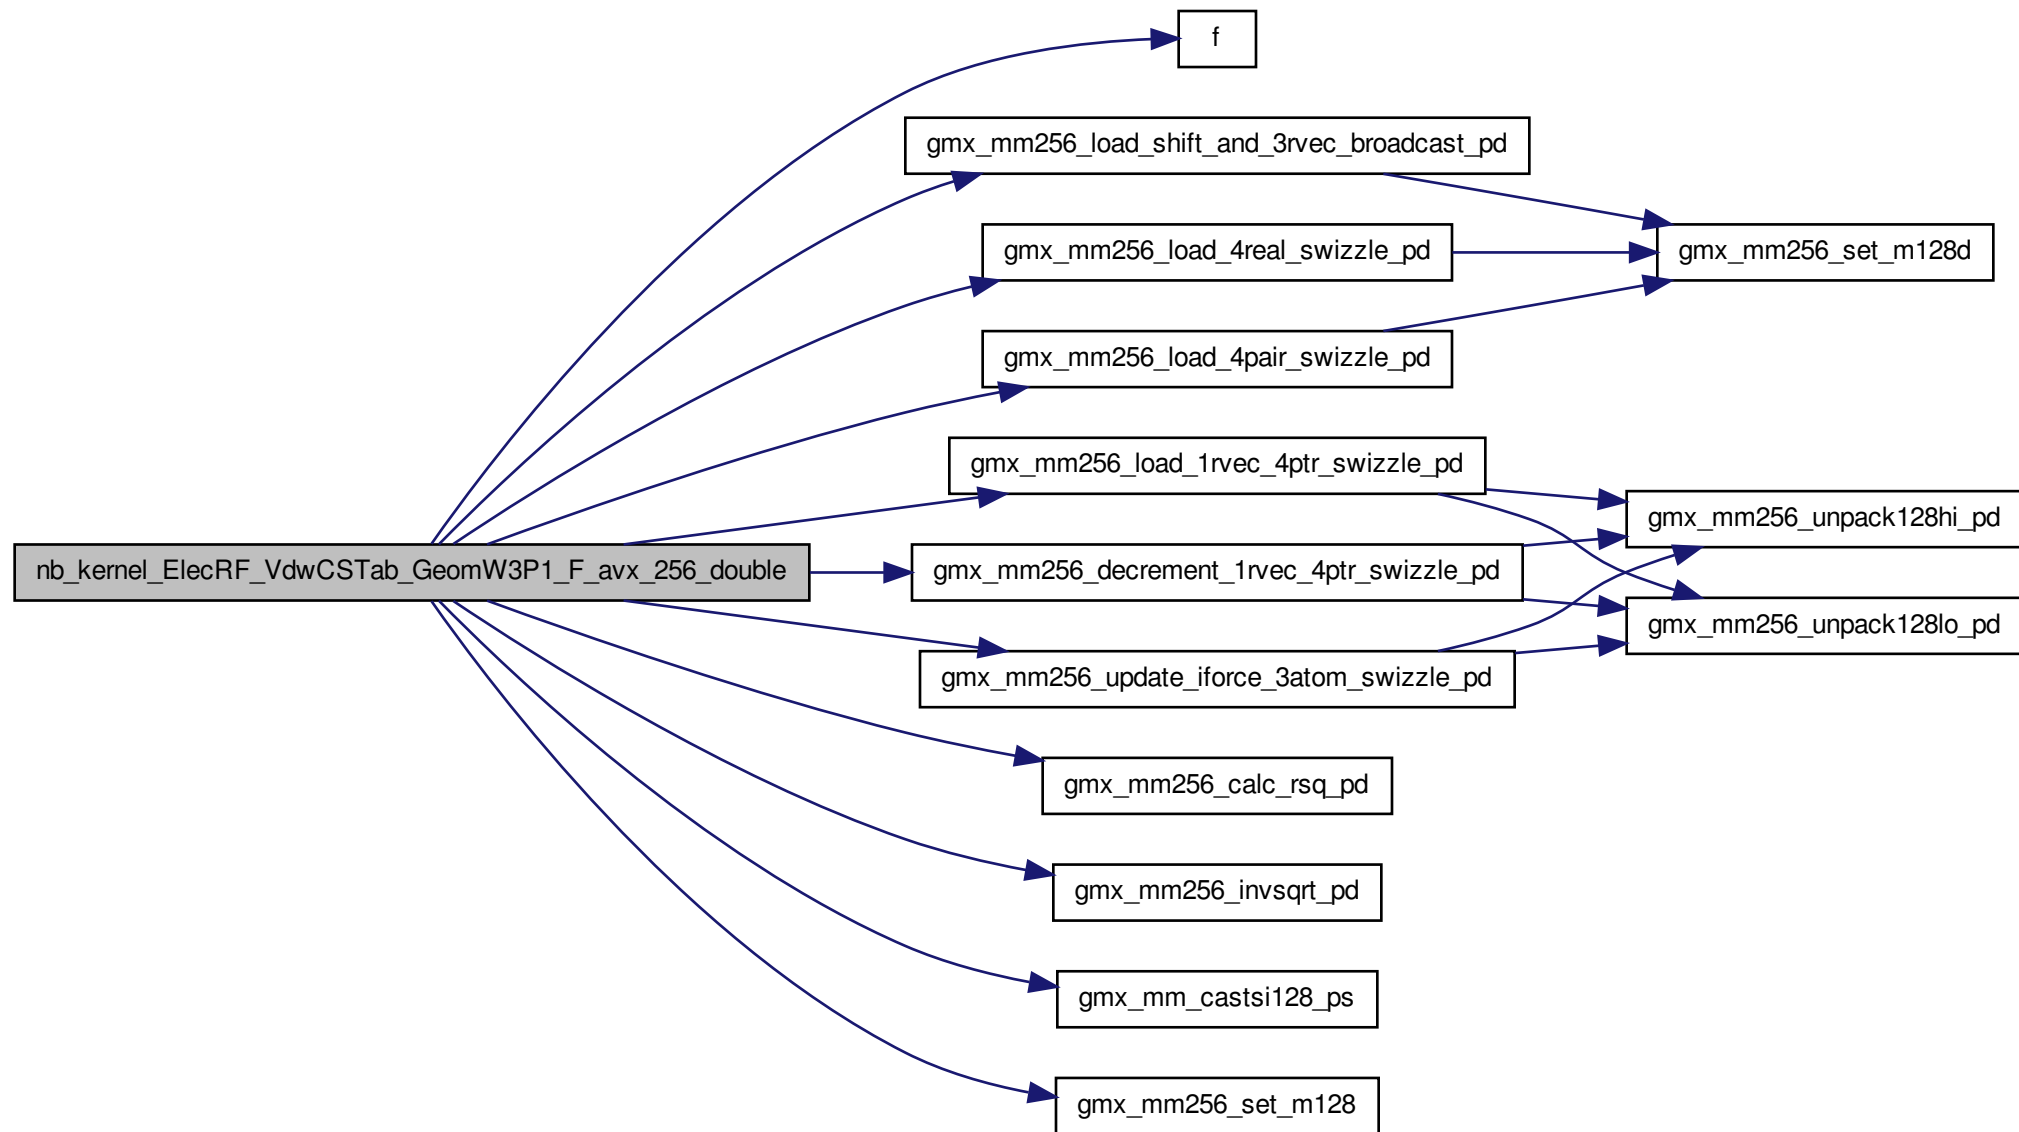 f
gmx_mm256_load_shift_and_3rvec_broadcast_pd
gmx_mm256_load_4real_swizzle_pd
gmx_mm256_set_m128d
gmx_mm256_load_4pair_swizzle_pd
gmx_mm256_load_1rvec_4ptr_swizzle_pd
gmx_mm256_unpack128hi_pd
nb_kernel_ElecRF_VdwCSTab_GeomW3P1_F_avx_256_double
gmx_mm256_decrement_1rvec_4ptr_swizzle_pd
gmx_mm256_unpack128lo_pd
gmx_mm256_update_iforce_3atom_swizzle_pd
gmx_mm256_calc_rsq_pd
gmx_mm256_invsqrt_pd
gmx_mm_castsi128_ps
gmx_mm256_set_m128